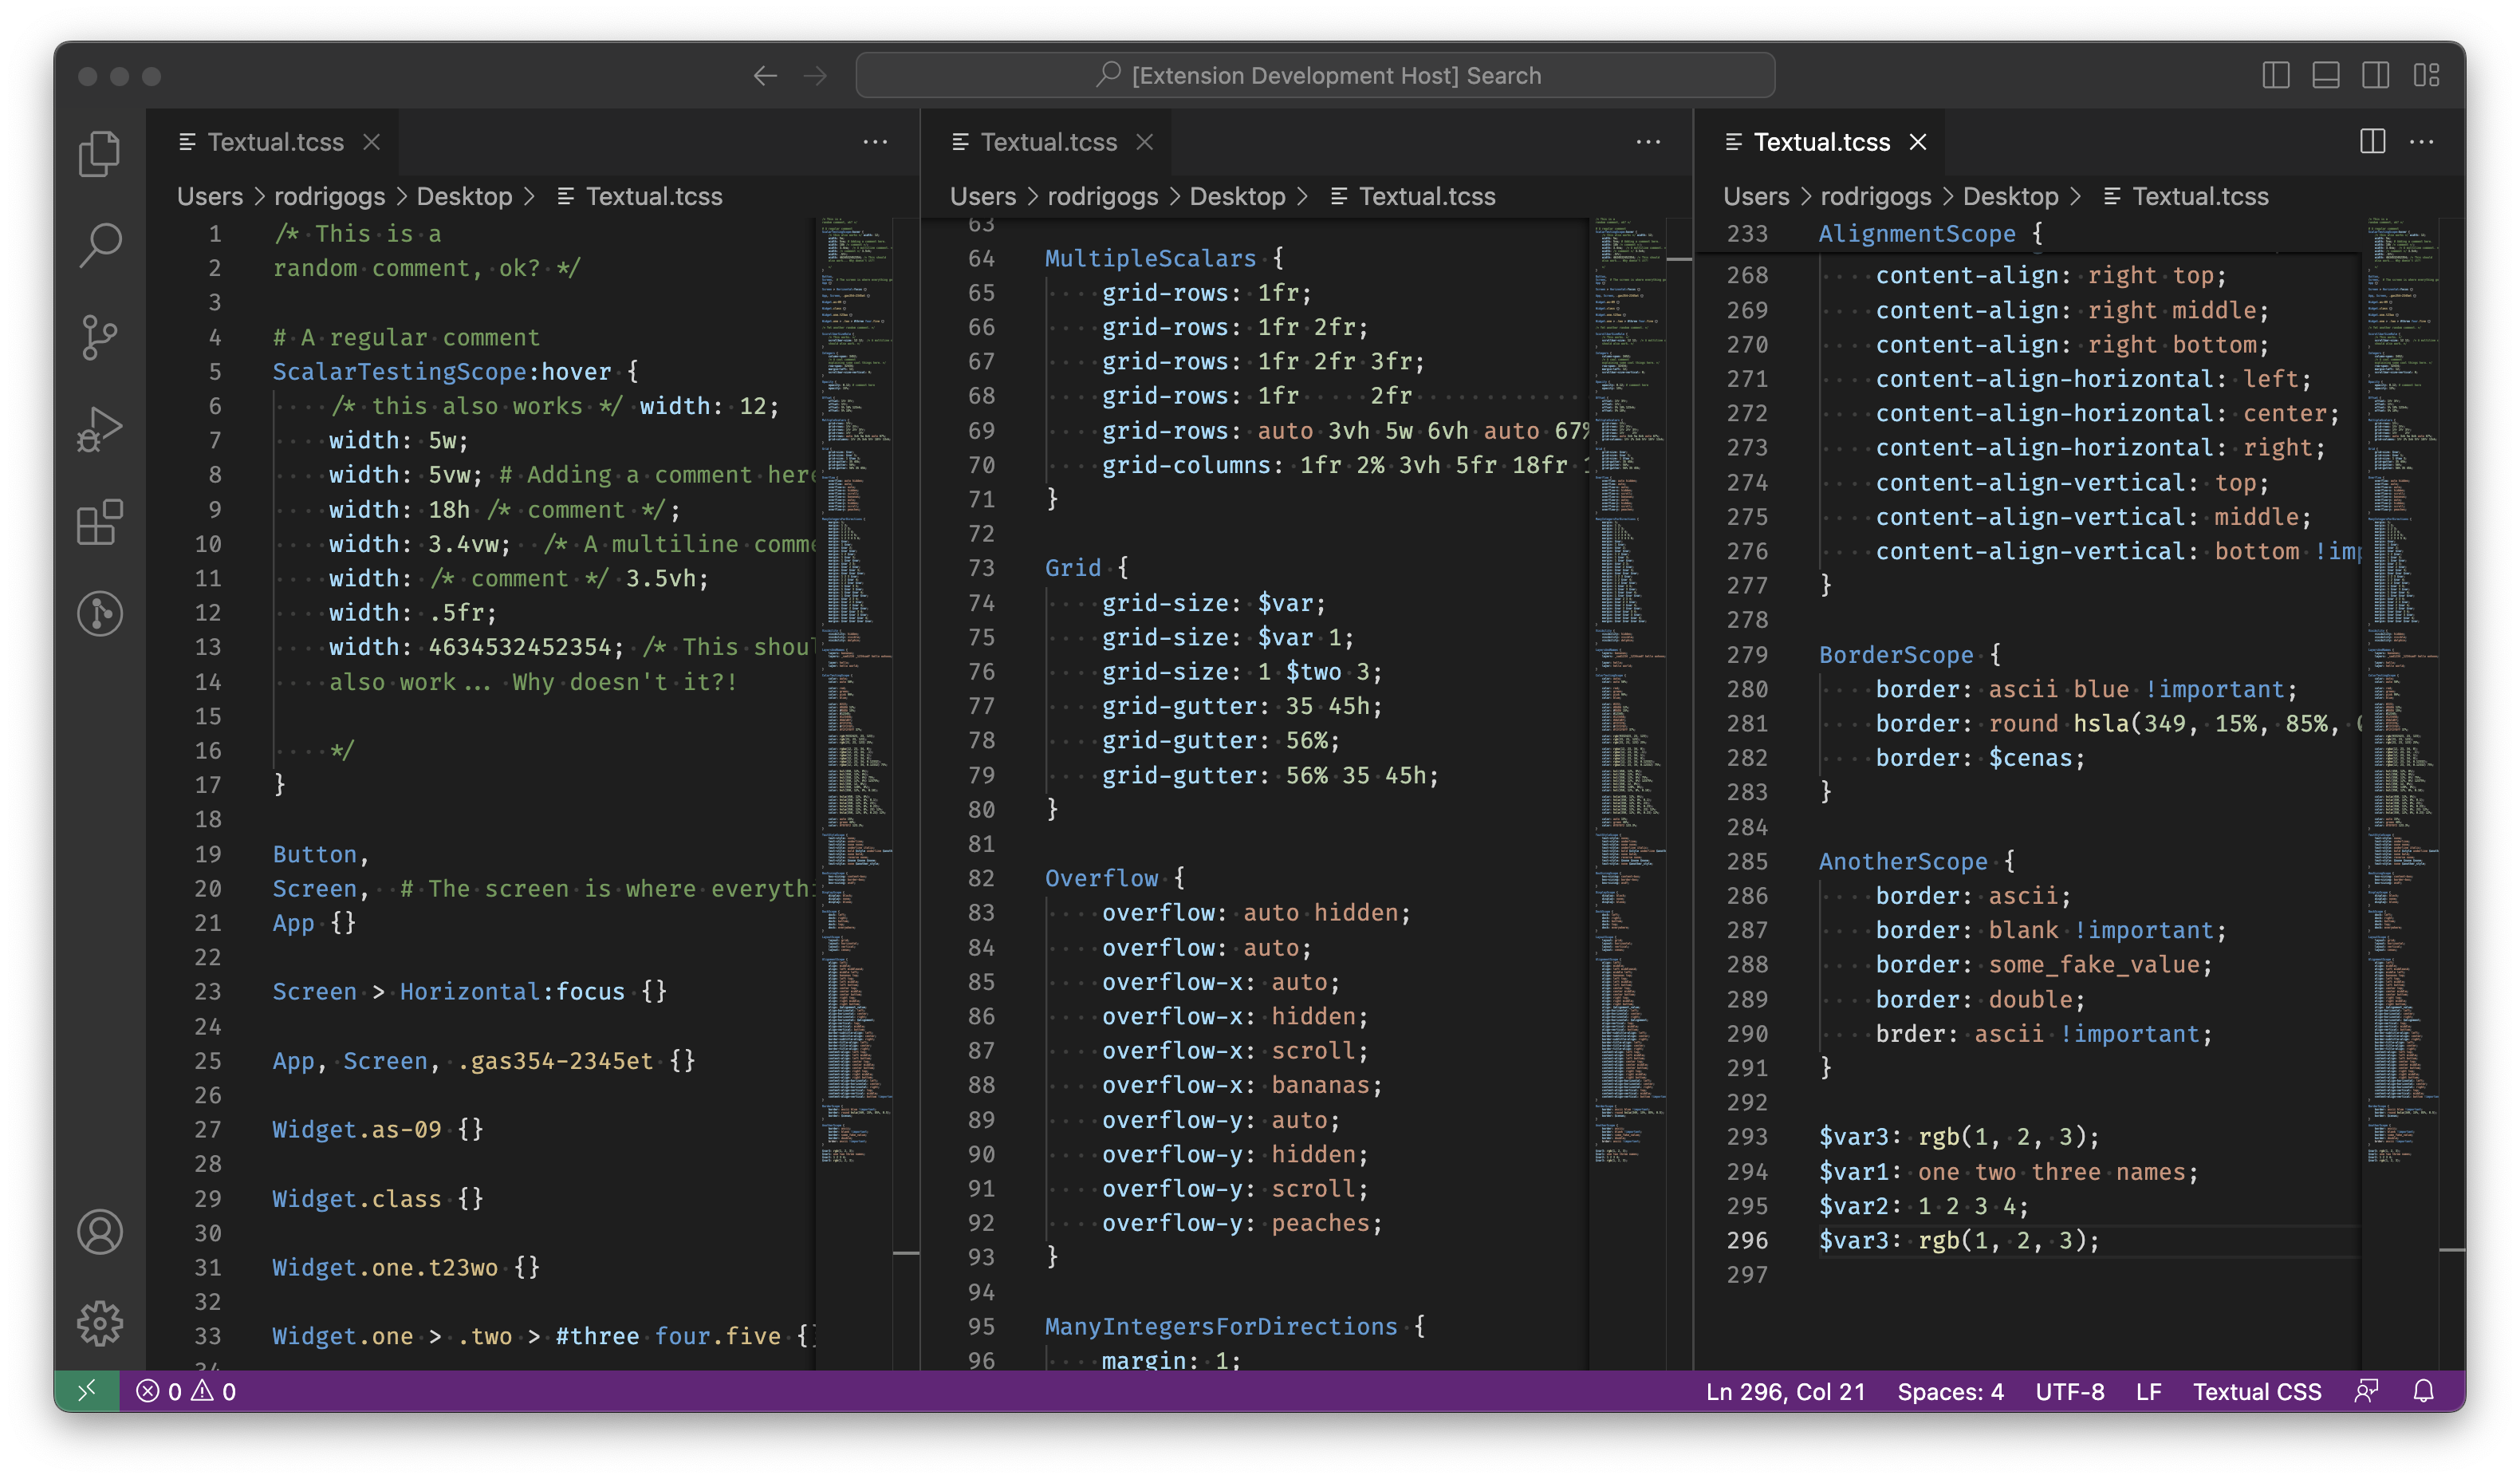 [Extension Development Host] Search
Textual.tcss
Users > rodrigogs > Desktop > Textual.tcss
1 /* This is a
2 random comment, ok? */
3
4 # A regular comment
5 ScalarTestingScope:hover {
6 /* this also works */ width: 12;
7 width: 5w;
8 width: 5vw; # Adding a comment here
9 width: 18h /* comment */;
10 width: 3.4vw; /* A multiline comme
11 width: /* comment */ 3.5vh;
12 width: .5fr;
13 width: 4634532452354; /* This shou
14 also work... Why doesn't it?!
15
16 */
17 }
18
19 Button,
20 Screen, # The screen is where everythi
21 App {}
22
23 Screen > Horizontal:focus {}
24
25 App, Screen, .gas354-2345et {}
26
27 Widget.as-09 {}
28
29 Widget.class {}
30
31 Widget.one.t23wo {}
32
33 Widget.one > .two > #three four.five {}
34
Textual.tcss
Users > rodrigogs > Desktop > Textual.tcss
63
64 MultipleScalars {
65 grid-rows: 1fr;
66 grid-rows: 1fr 2fr;
67 grid-rows: 1fr 2fr 3fr;
68 grid-rows: 1fr 2fr
69 grid-rows: auto 3vh 5w 6vh auto 67%
70 grid-columns: 1fr 2% 3vh 5fr 18fr
71 }
72
73 Grid {
74 grid-size: $var;
75 grid-size: $var 1;
76 grid-size: 1 $two 3;
77 grid-gutter: 35 45h;
78 grid-gutter: 56%;
79 grid-gutter: 56% 35 45h;
80 }
81
82 Overflow {
83 overflow: auto hidden;
84 overflow: auto;
85 overflow-x: auto;
86 overflow-x: hidden;
87 overflow-x: scroll;
88 overflow-x: bananas;
89 overflow-y: auto;
90 overflow-y: hidden;
91 overflow-y: scroll;
92 overflow-y: peaches;
93 }
94
95 ManyIntegersForDirections {
96 margin: 1;
Textual.tcss
Users > rodrigogs > Desktop > Textual.tcss
233 AlignmentScope {
268 content-align: right top;
269 content-align: right middle;
270 content-align: right bottom;
271 content-align-horizontal: left;
272 content-align-horizontal: center;
273 content-align-horizontal: right;
274 content-align-vertical: top;
275 content-align-vertical: middle;
276 content-align-vertical: bottom !imp
277 }
278
279 BorderScope {
280 border: ascii blue !important;
281 border: round hsla(349, 15%, 85%,
282 border: $cenas;
283 }
284
285 AnotherScope {
286 border: ascii;
287 border: blank !important;
288 border: some_fake_value;
289 border: double;
290 brder: ascii !important;
291 }
292
293 $var3: rgb(1, 2, 3);
294 $var1: one two three names;
295 $var2: 1 2 3 4;
296 $var3: rgb(1, 2, 3);
297
0 0
Ln 296, Col 21 Spaces: 4 UTF-8 LF Textual CSS